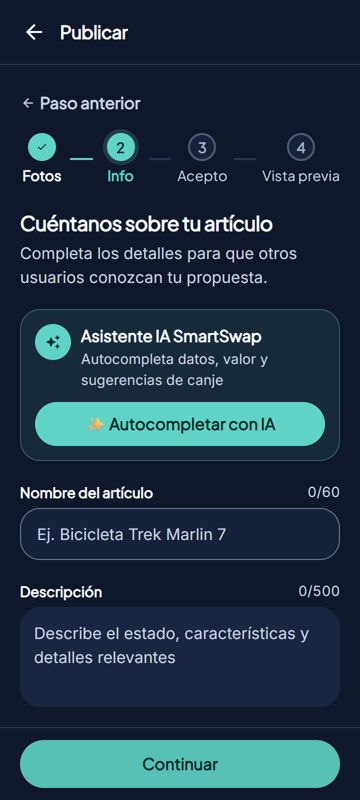 Publicar
Paso anterior
2 3 4
Fotos Info Acepto Vista previa
Cuéntanos sobre tu artículo
Completa los detalles para que otros
usuarios conozcan tu propuesta.
Asistente IA SmartSwap
Autocompleta datos, valor y
sugerencias de canje
✨ Autocompletar con IA
Nombre del artículo 0/60
Ej. Bicicleta Trek Marlin 7
Descripción 0/500
Describe el estado, características y
detalles relevantes
Continuar